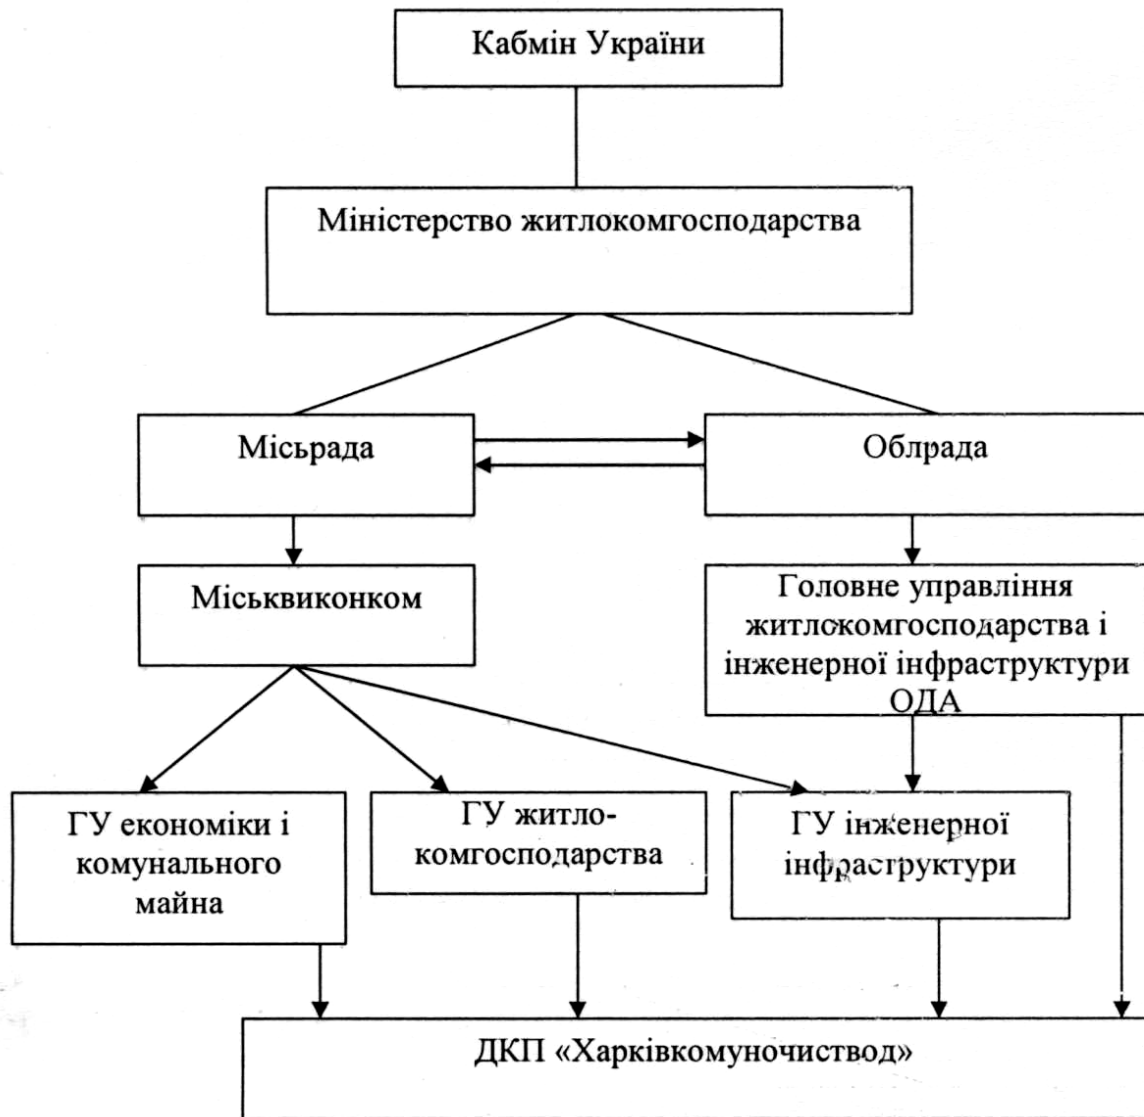 Кабмін України
Міністерство житлокомгосподарства
Місьрада
Облрада
Міськвиконком
Головне управління
житлокомгосподарства і
інженерної інфраструктури
ОДА
ГУ економіки і
комунального
майна
ГУ житло-
комгосподарства
ГУ інженерної
інфраструктури
ДКП «Харківкомуночиствод»